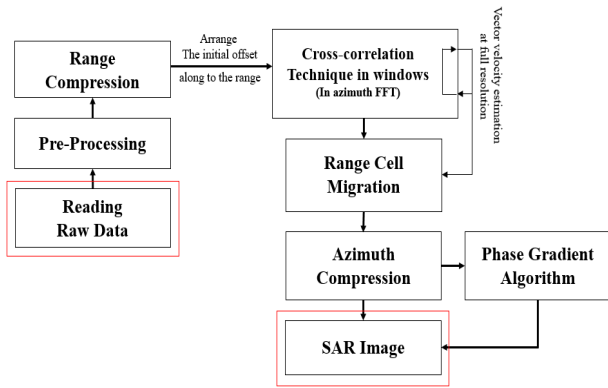 Range
Compression
Arrange
The initial offset
along to the range
Cross-correlation
Technique in windows
(In azimuth FFT)
Vector velocity estimation
at full resolution
Pre-Processing
Reading
Raw Data
Range Cell
Migration
Azimuth
Compression
Phase Gradient
Algorithm
SAR Image